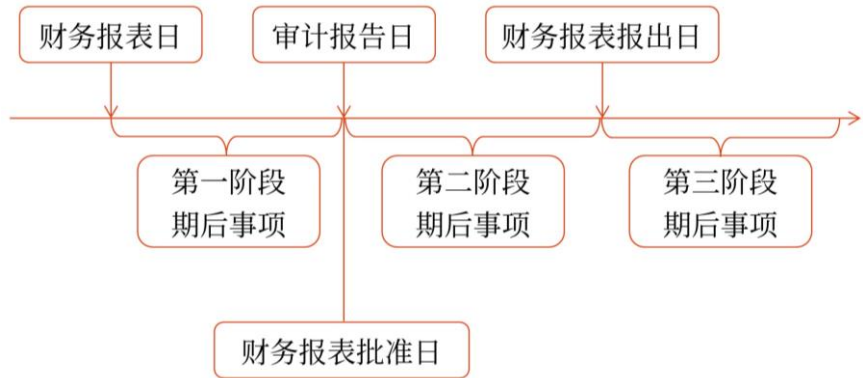 财务报表日
审计报告日
财务报表报出日
第一阶段
期后事项
第二阶段
期后事项
第三阶段
期后事项
财务报表批准日